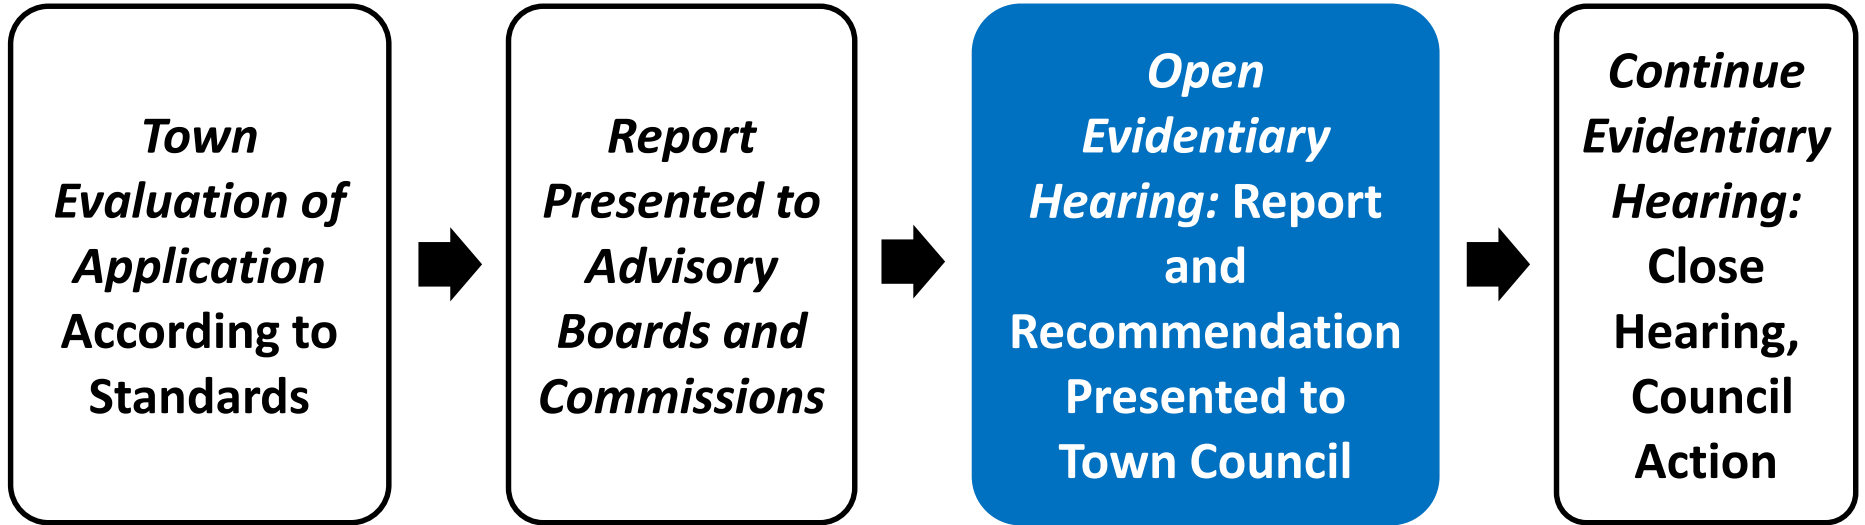 Town
Evaluation of
Application
According to
Standards
Report
Presented to
Advisory
Boards and
Commissions
Open
Evidentiary
Hearing: Report
and
Recommendation
Presented to
Town Council
Continue
Evidentiary
Hearing:
Close
Hearing,
Council
Action